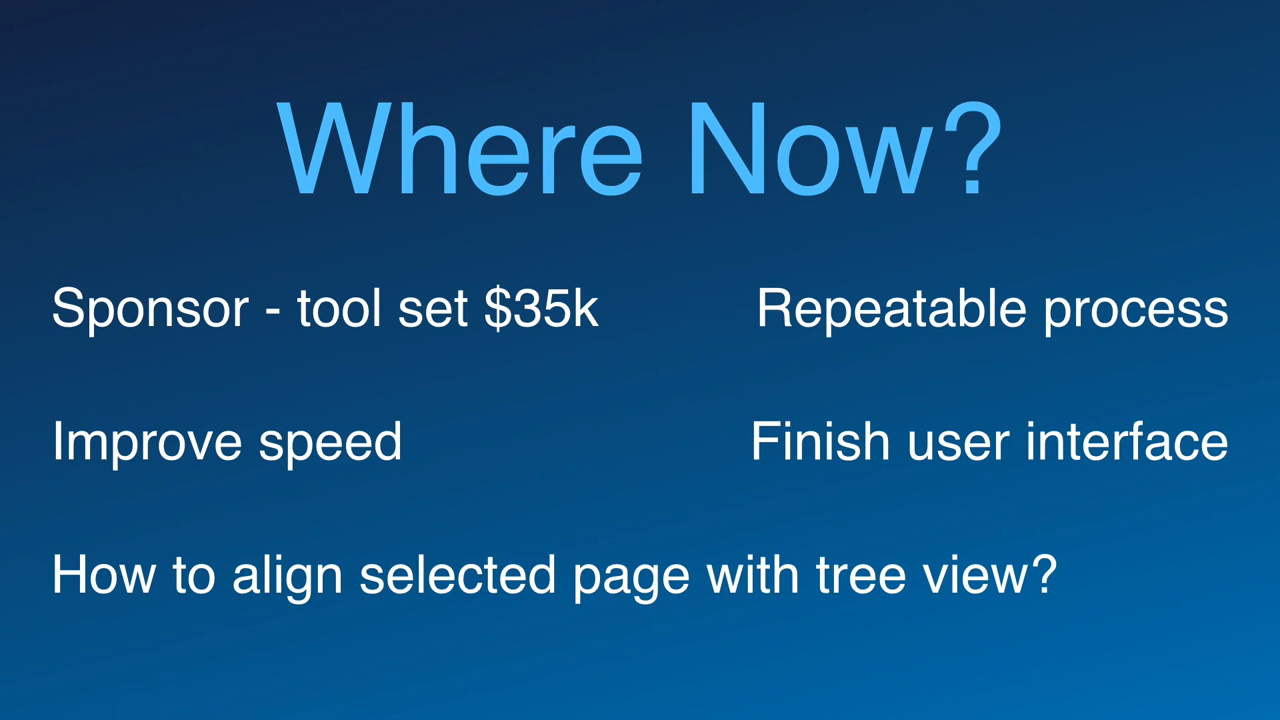 Where Now?
Sponsor - tool set $35k
Repeatable process
Improve speed
Finish user interface
How to align selected page with tree view?